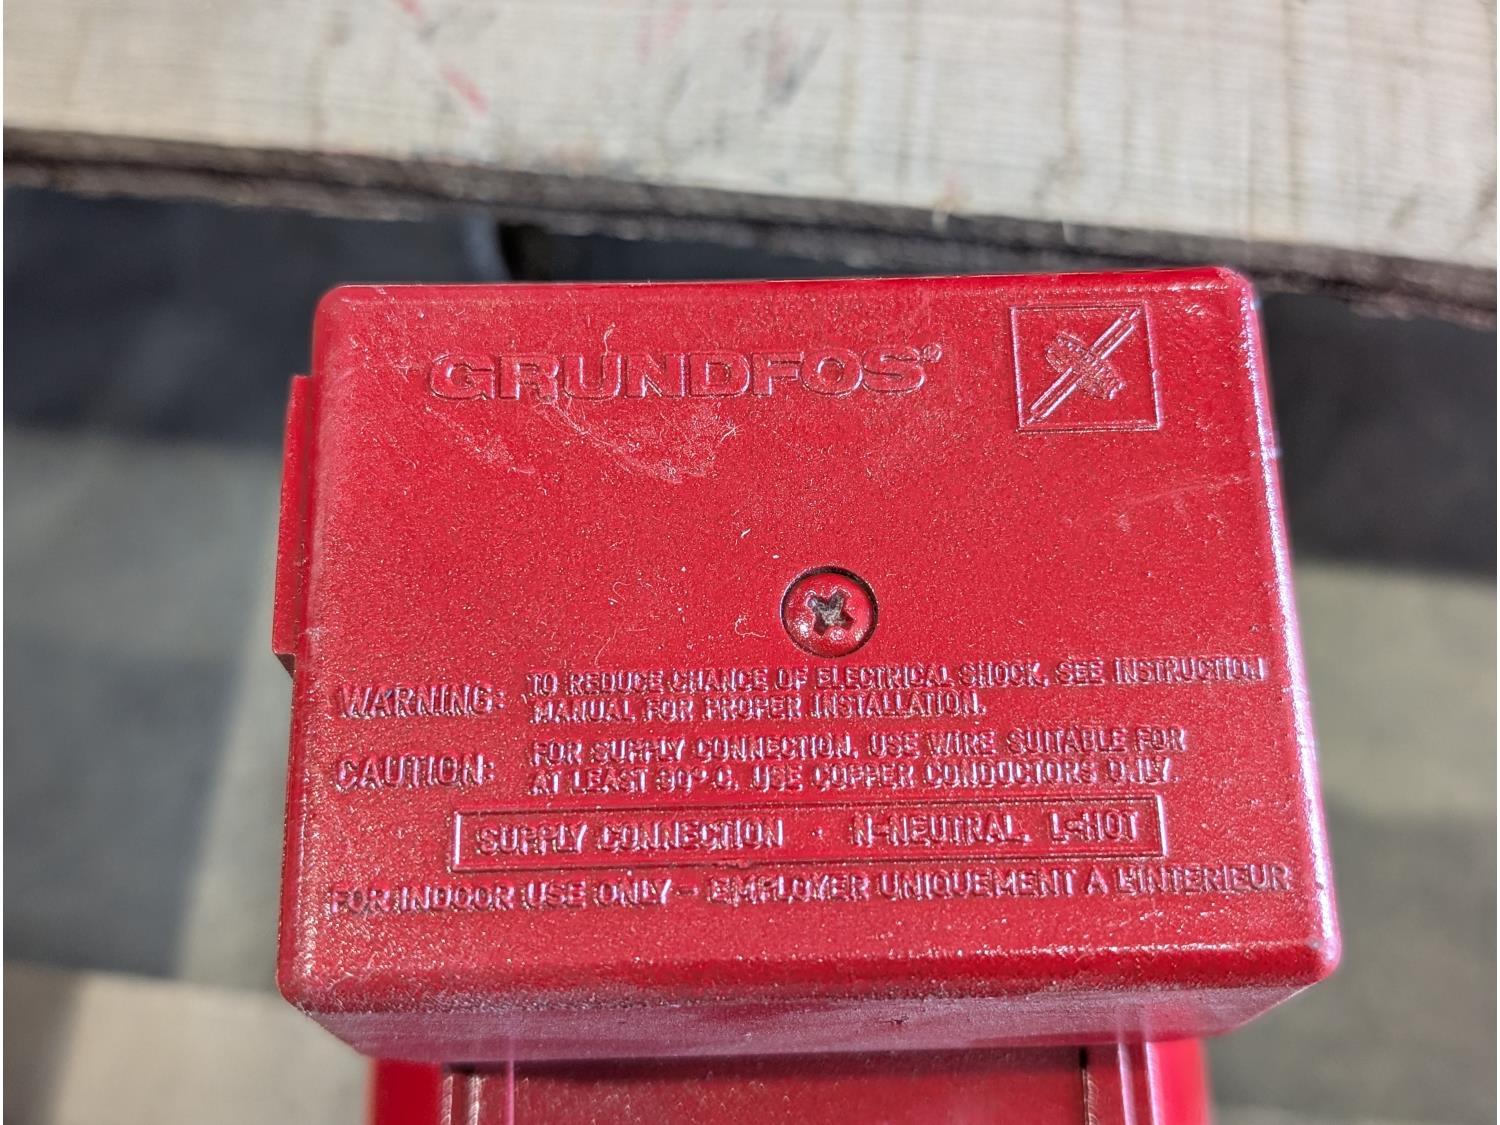 GRUNDFOS®
WARNING: TO REDUCE CHANCE OF ELECTRICAL SHOCK, SEE INSTRUCTION
MANUAL FOR PROPER INSTALLATION.
CAUTION: FOR SUPPLY CONNECTION, USE WIRE SUITABLE FOR
AT LEAST 90° C. USE COPPER CONDUCTORS ONLY.
SUPPLY CONNECTION · N-NEUTRAL, L-HOT
FOR INDOOR USE ONLY - EMPLOYER UNIQUEMENT A L'INTERIEUR